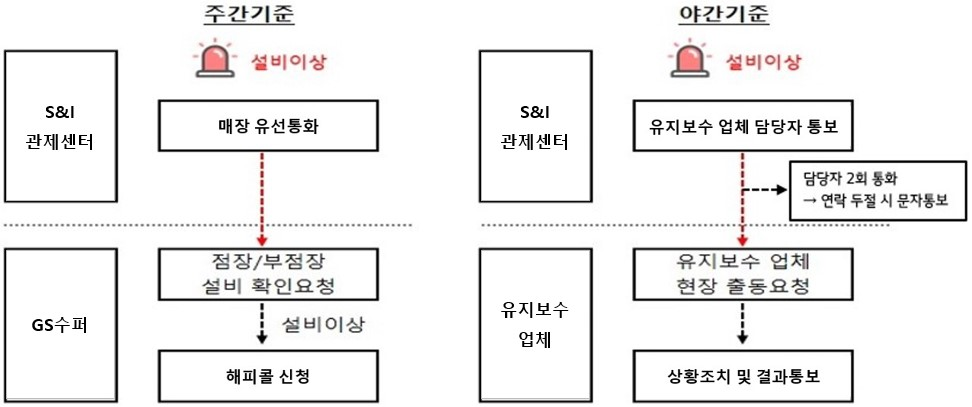 주간기준
설비이상
S&I
관제센터
매장 유선통화
GS수퍼
점장/부점장
설비 확인요청
설비이상
해피콜 신청
야간기준
설비이상
S&I
관제센터
유지보수 업체 담당자 통보
담당자 2회 통화
→ 연락 두절 시 문자통보
유지보수
업체
유지보수 업체
현장 출동요청
상황조치 및 결과통보